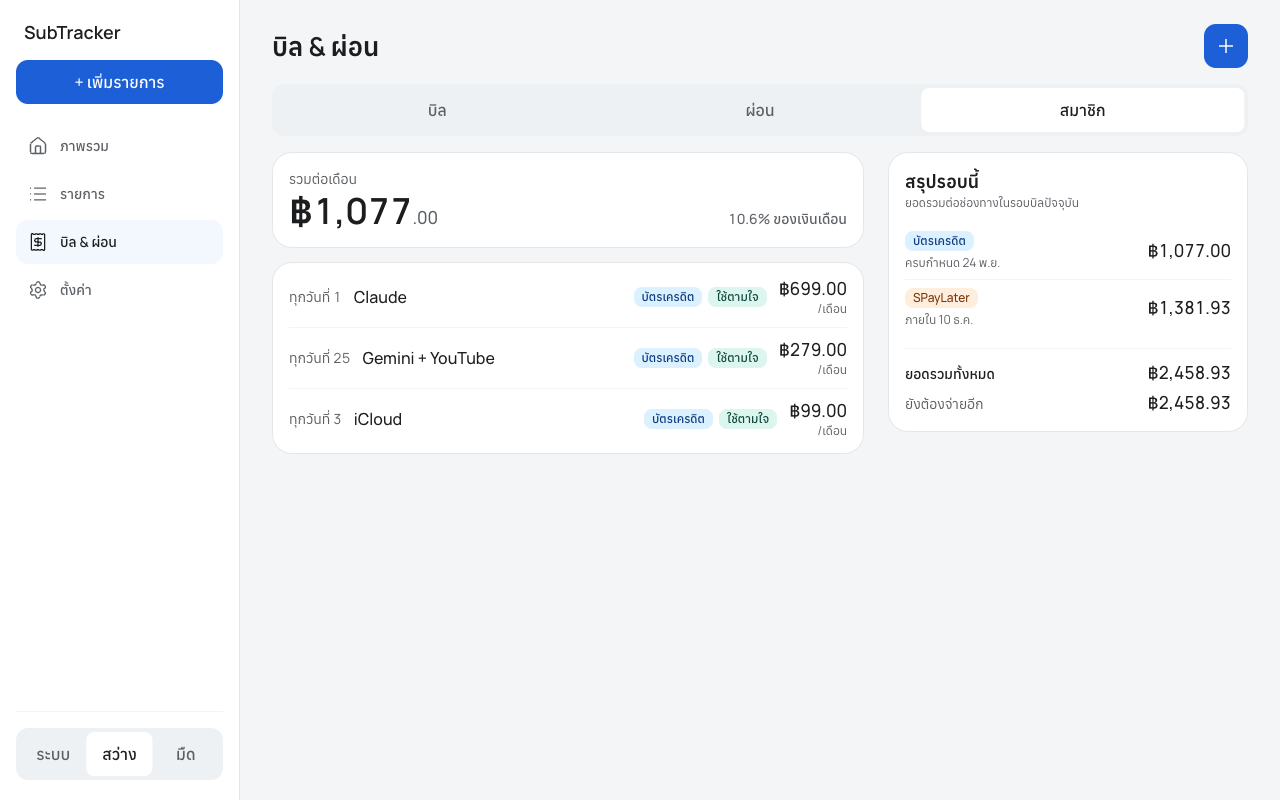 SubTracker
+ เพิ่มรายการ
ภาพรวม
รายการ
บิล & ผ่อน
ตั้งค่า
ระบบ
สว่าง
มืด
บิล & ผ่อน
บิล
ผ่อน
สมาชิก
รวมต่อเดือน
฿1,077.00
10.6% ของเงินเดือน
ทุกวันที่ 1 Claude บัตรเครดิต ใช้ตามใจ ฿699.00
/เดือน
ทุกวันที่ 25 Gemini + YouTube บัตรเครดิต ใช้ตามใจ ฿279.00
/เดือน
ทุกวันที่ 3 iCloud บัตรเครดิต ใช้ตามใจ ฿99.00
/เดือน
สรุปรอบนี้
ยอดรวมต่อช่องทางในรอบบิลปัจจุบัน
บัตรเครดิต
฿1,077.00
ครบกำหนด 24 พ.ย.
SPayLater
฿1,381.93
ภายใน 10 ธ.ค.
ยอดรวมทั้งหมด ฿2,458.93
ยังต้องจ่ายอีก ฿2,458.93